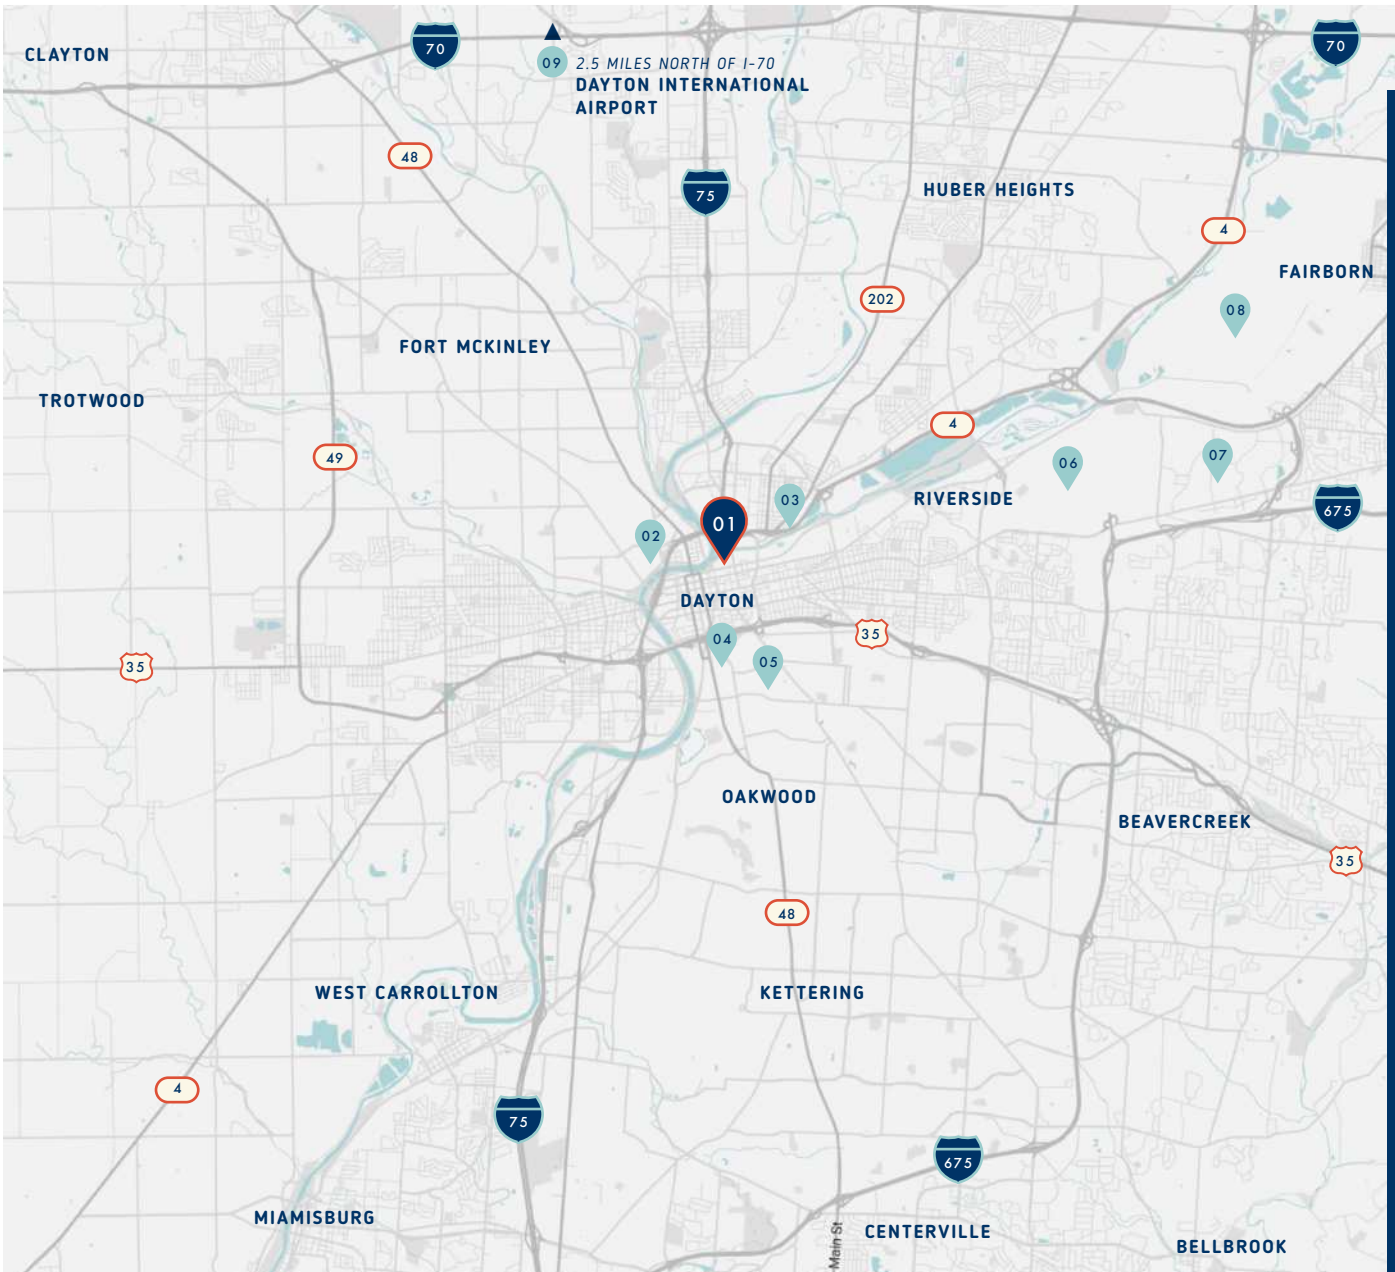 CLAYTON
70
09
2.5 MILES NORTH OF I-70
DAYTON INTERNATIONAL
AIRPORT
70
48
75
HUBER HEIGHTS
4
FAIRBORN
202
08
FORT MCKINLEY
TROTWOOD
4
49
06
07
03
RIVERSIDE
675
01
02
DAYTON
35
04
05
35
OAKWOOD
BEAVERCREEK
35
48
WEST CARROLLTON
KETTERING
4
75
675
MIAMISBURG
Main St
CENTERVILLE
BELLBROOK